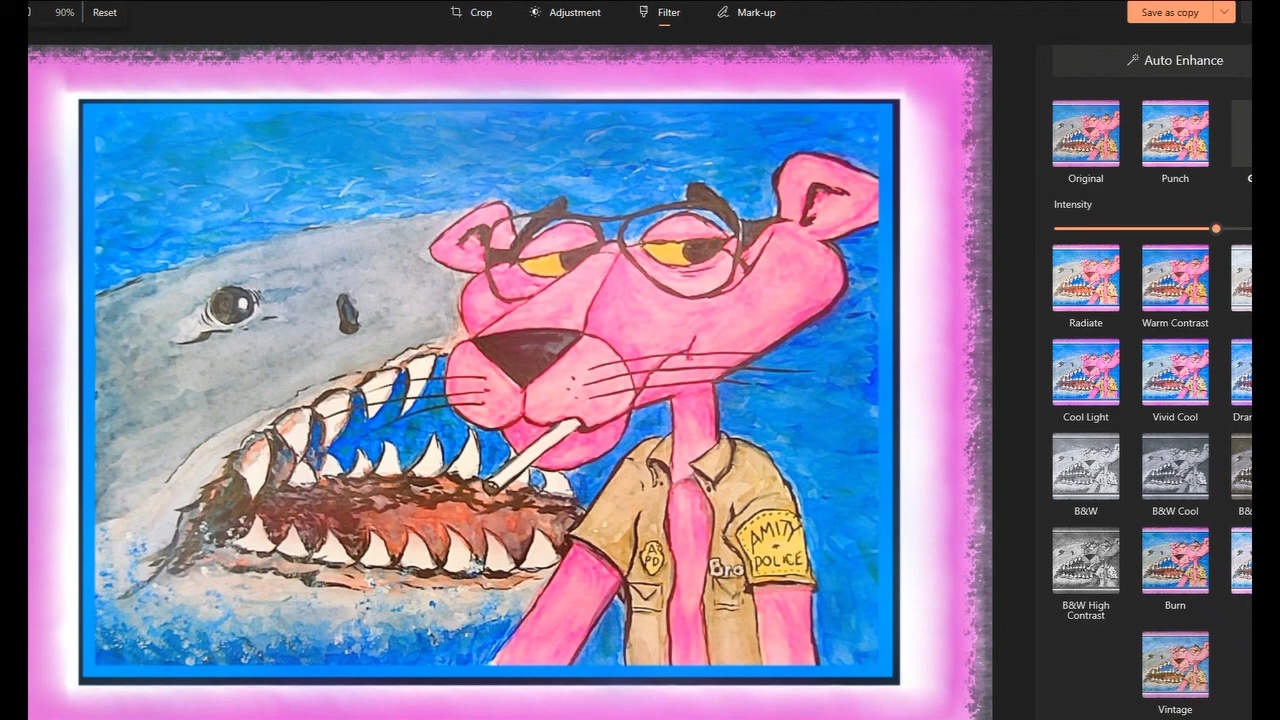 90%
Reset
Crop
Adjustment
Filter
Mark-up
Save as copy
Auto Enhance
Original
Punch
Intensity
Radiate
Warm Contrast
Cool Light
Vivid Cool
B&W
B&W Cool
B&W High
Contrast
Burn
Vintage
AMITY
POLICE
PD
Bro